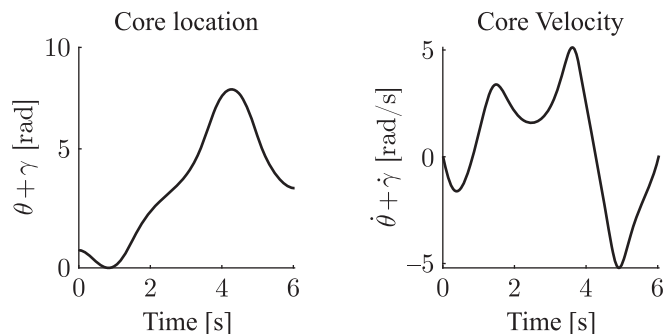 Core location
10
5
0
θ + γ [rad]
0 2 4 6
Time [s]
Core Velocity
5
0
−5
θ̇ + γ̇ [rad/s]
0 2 4 6
Time [s]